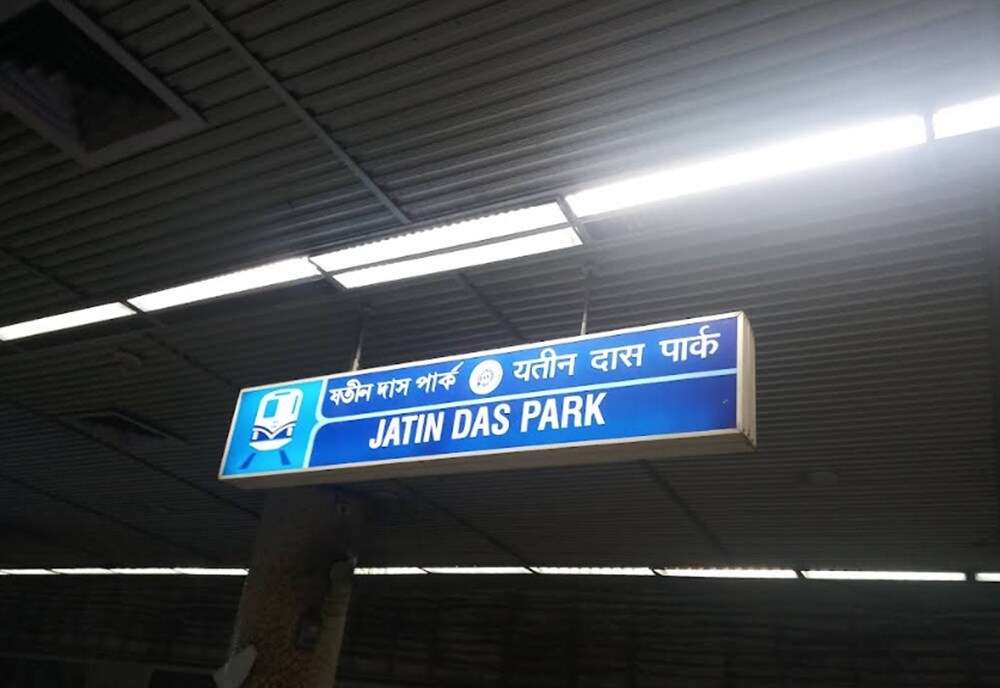 যতীন দাস পার্ক यतीन दास पार्क
JATIN DAS PARK